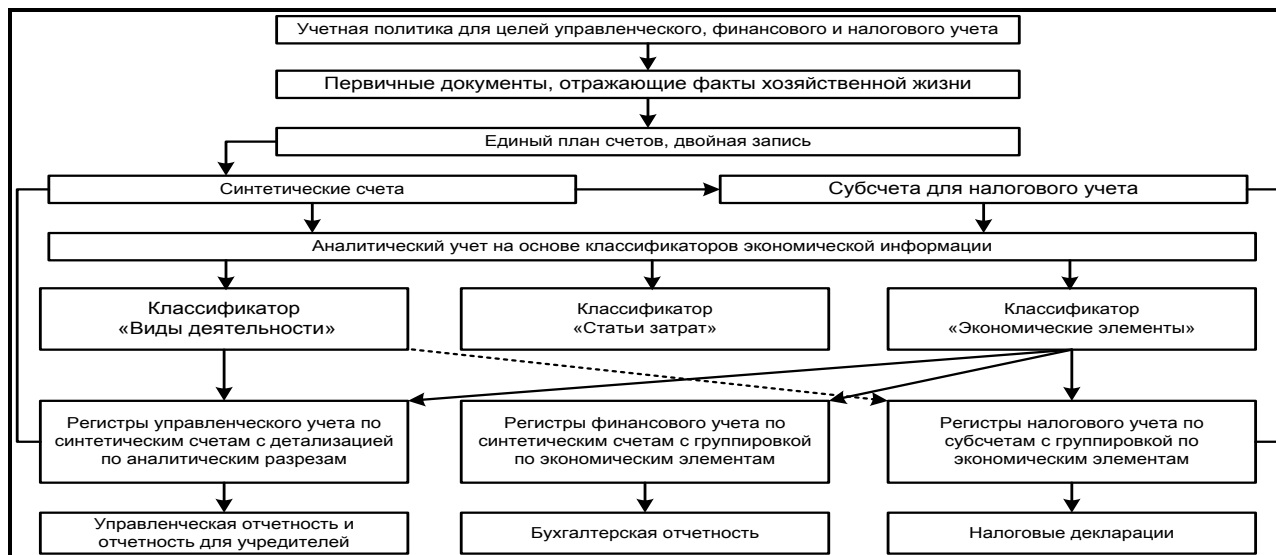 Учетная политика для целей управленческого, финансового и налогового учета
Первичные документы, отражающие факты хозяйственной жизни
Единый план счетов, двойная запись
Синтетические счета
Субсчета для налогового учета
Аналитический учет на основе классификаторов экономической информации
Классификатор
«Виды деятельности»
Классификатор
«Статьи затрат»
Классификатор
«Экономические элементы»
Регистры управленческого учета по
синтетическим счетам с детализацией
по аналитическим разрезам
Регистры финансового учета по
синтетическим счетам с группировкой
по экономическим элементам
Регистры налогового учета по
субсчетам с группировкой по
экономическим элементам
Управленческая отчетность и
отчетность для учредителей
Бухгалтерская отчетность
Налоговые декларации